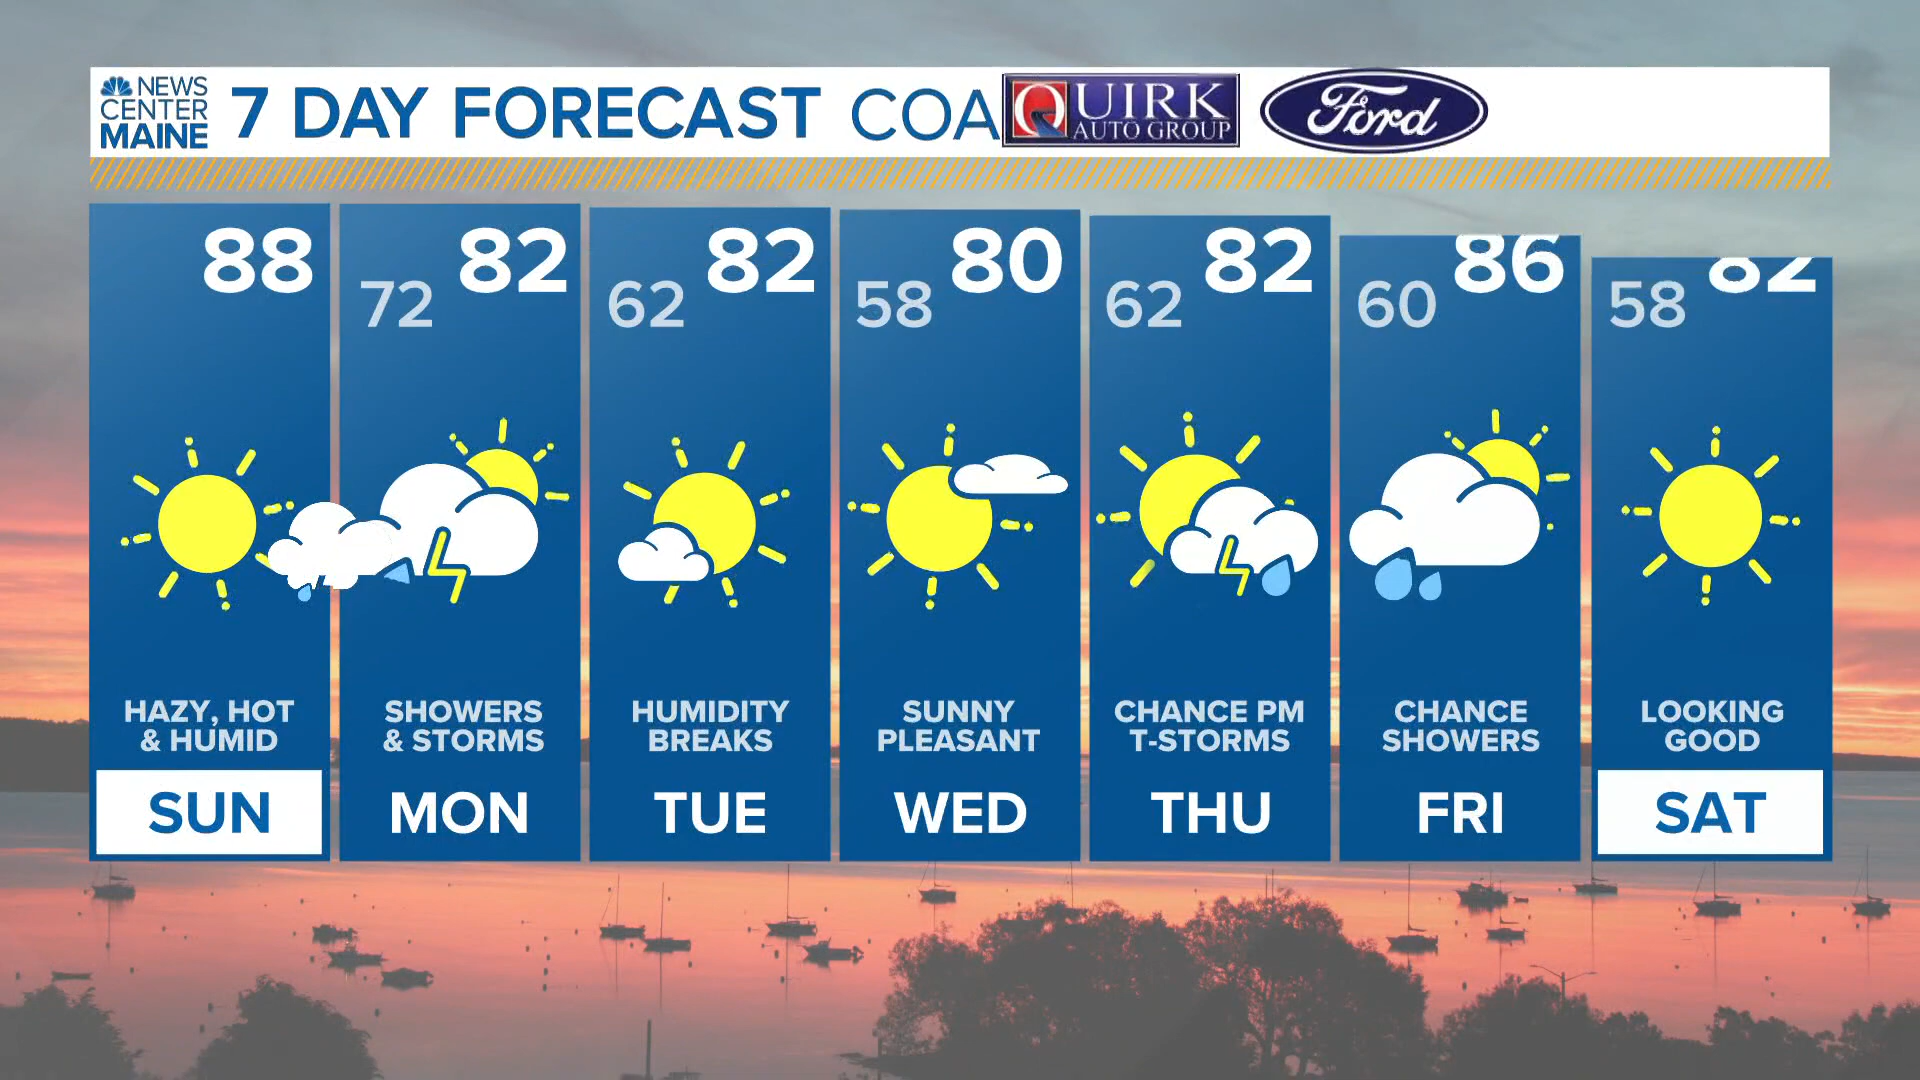 NEWS
CENTER
MAINE
7 DAY FORECAST COA
QUIRK
AUTO GROUP
Ford
88
72 82
62 82
58 80
62 82
60 86
58 82
HAZY, HOT
& HUMID
SHOWERS
& STORMS
HUMIDITY
BREAKS
SUNNY
PLEASANT
CHANCE PM
T-STORMS
CHANCE
SHOWERS
LOOKING
GOOD
SUN
MON
TUE
WED
THU
FRI
SAT